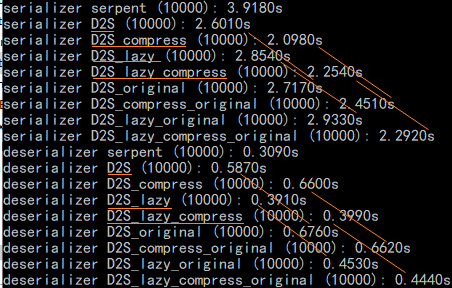 serializer serpent (10000): 3.9180s
serializer D2S (10000): 2.6010s
serializer D2S_compress (10000): 2.0980s
serializer D2S_lazy (10000): 2.8540s
serializer D2S_lazy_compress (10000): 2.2540s
serializer D2S_original (10000): 2.7170s
serializer D2S_compress_original (10000): 2.4510s
serializer D2S_lazy_original (10000): 2.9330s
serializer D2S_lazy_compress_original (10000): 2.2920s
deserializer serpent (10000): 0.3090s
deserializer D2S (10000): 0.5870s
deserializer D2S_compress (10000): 0.6600s
deserializer D2S_lazy (10000): 0.3910s
deserializer D2S_lazy_compress (10000): 0.3990s
deserializer D2S_original (10000): 0.6760s
deserializer D2S_compress_original (10000): 0.6620s
deserializer D2S_lazy_original (10000): 0.4530s
deserializer D2S_lazy_compress_original (10000): 0.4440s